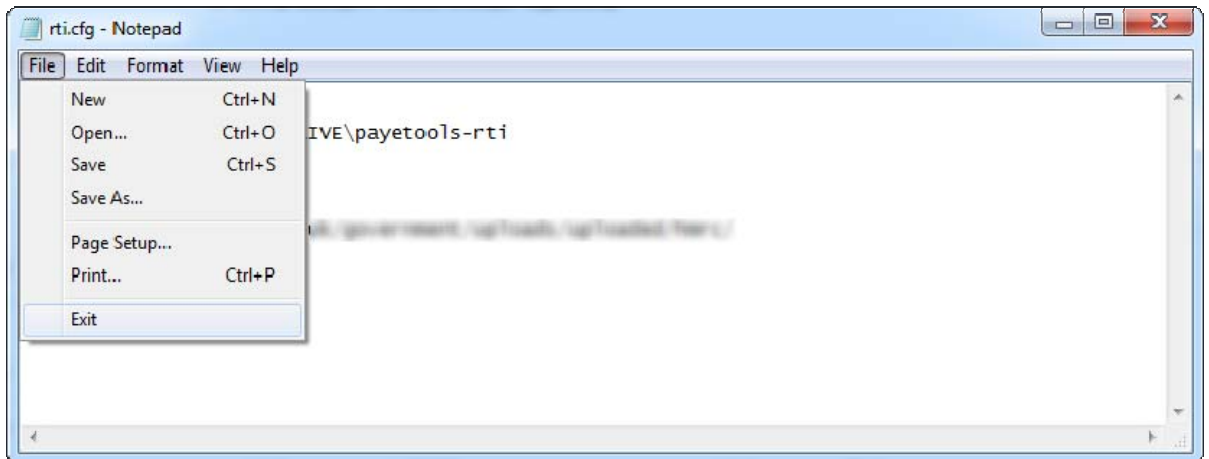 rti.cfg - Notepad
File Edit Format View Help
New Ctrl+N
Open... Ctrl+O
IVE\payetools-rti
Save Ctrl+S
Save As...
Page Setup...
Print... Ctrl+P
Exit